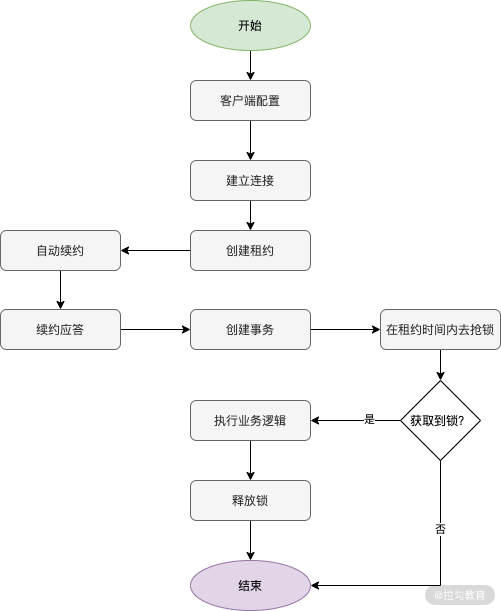 开始
客户端配置
建立连接
创建租约
自动续约
续约应答
创建事务
在租约时间内去抢锁
获取到锁?
是
执行业务逻辑
释放锁
否
结束
@拉勾教育